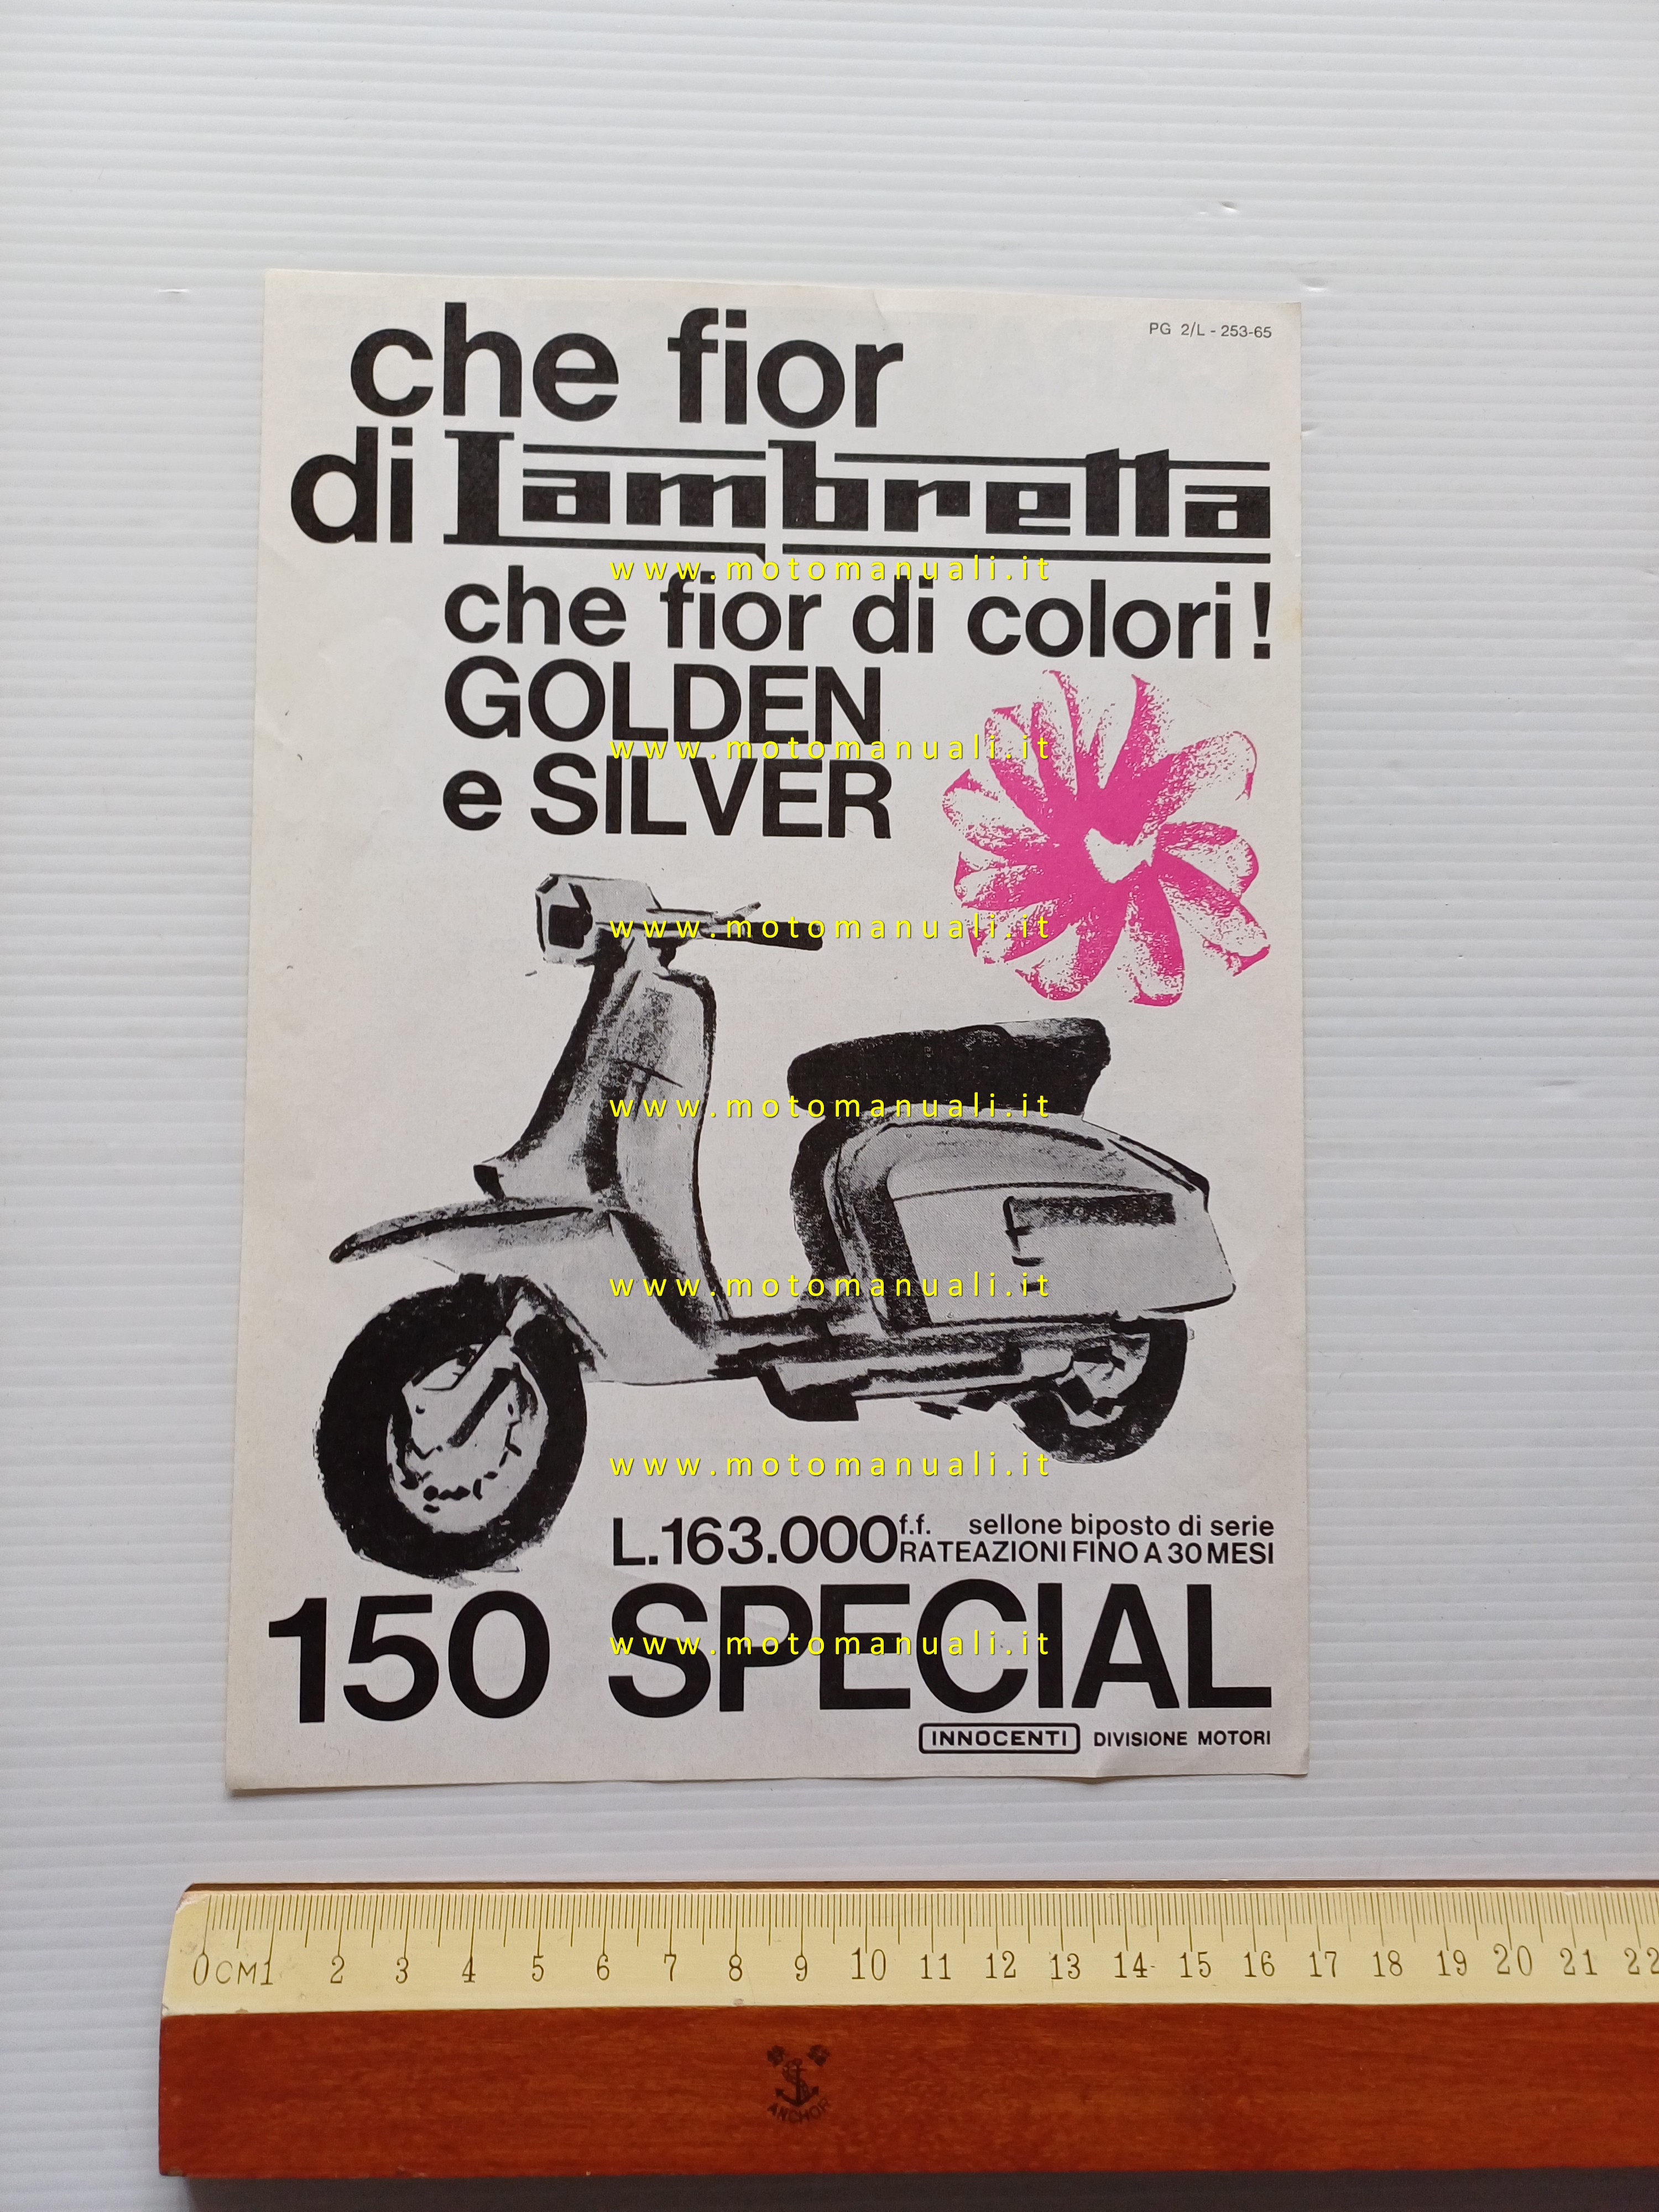 che fior
PG 2/L - 253-65
di Lambretta
www.motomanuali.it
che fior di colori!
GOLDEN
www.motomanuali.it
e SILVER
www.motomanuali.it
www.motomanuali.it
www.motomanuali.it
www.motomanuali.it
L.163.000 f.f. sellone biposto di serie
RATEAZIONI FINO A 30 MESI
150 SPECIAL
www.motomanuali.it
INNOCENTI DIVISIONE MOTORI
0CM1 2 3 4 5 6 7 8 9 10 11 12 13 14 15 16 17 18 19 20 21 22
ANCHOR